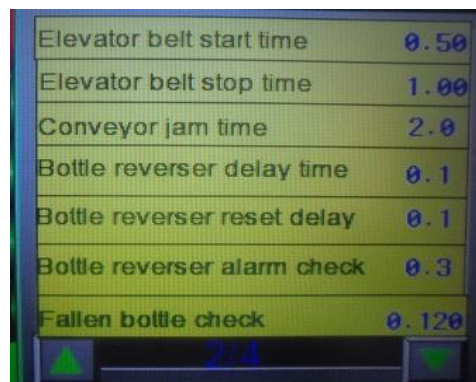 Elevator belt start time 0.50
Elevator belt stop time 1.00
Conveyor jam time 2.0
Bottle reverser delay time 0.1
Bottle reverser reset delay 0.1
Bottle reverser alarm check 0.3
Fallen bottle check 0.120
2/4